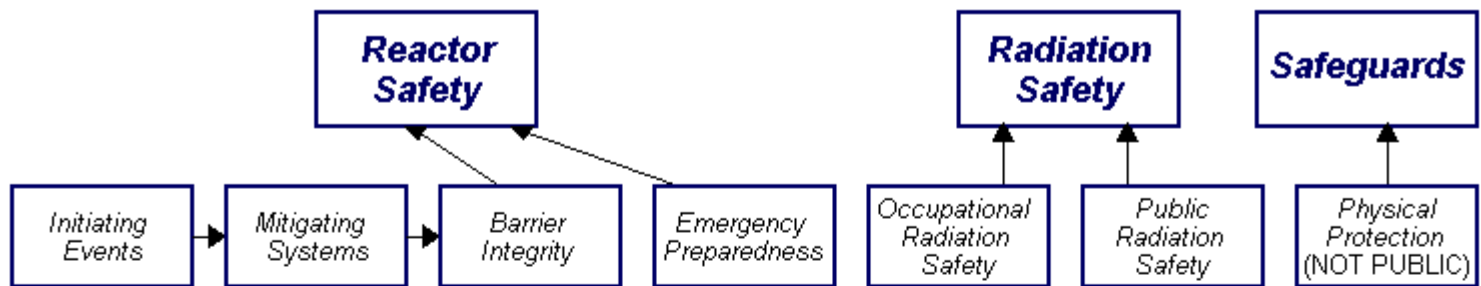 Reactor
Safety
Radiation
Safety
Safeguards
Initiating
Events
Mitigating
Systems
Barrier
Integrity
Emergency
Preparedness
Occupational
Radiation
Safety
Public
Radiation
Safety
Physical
Protection
(NOT PUBLIC)